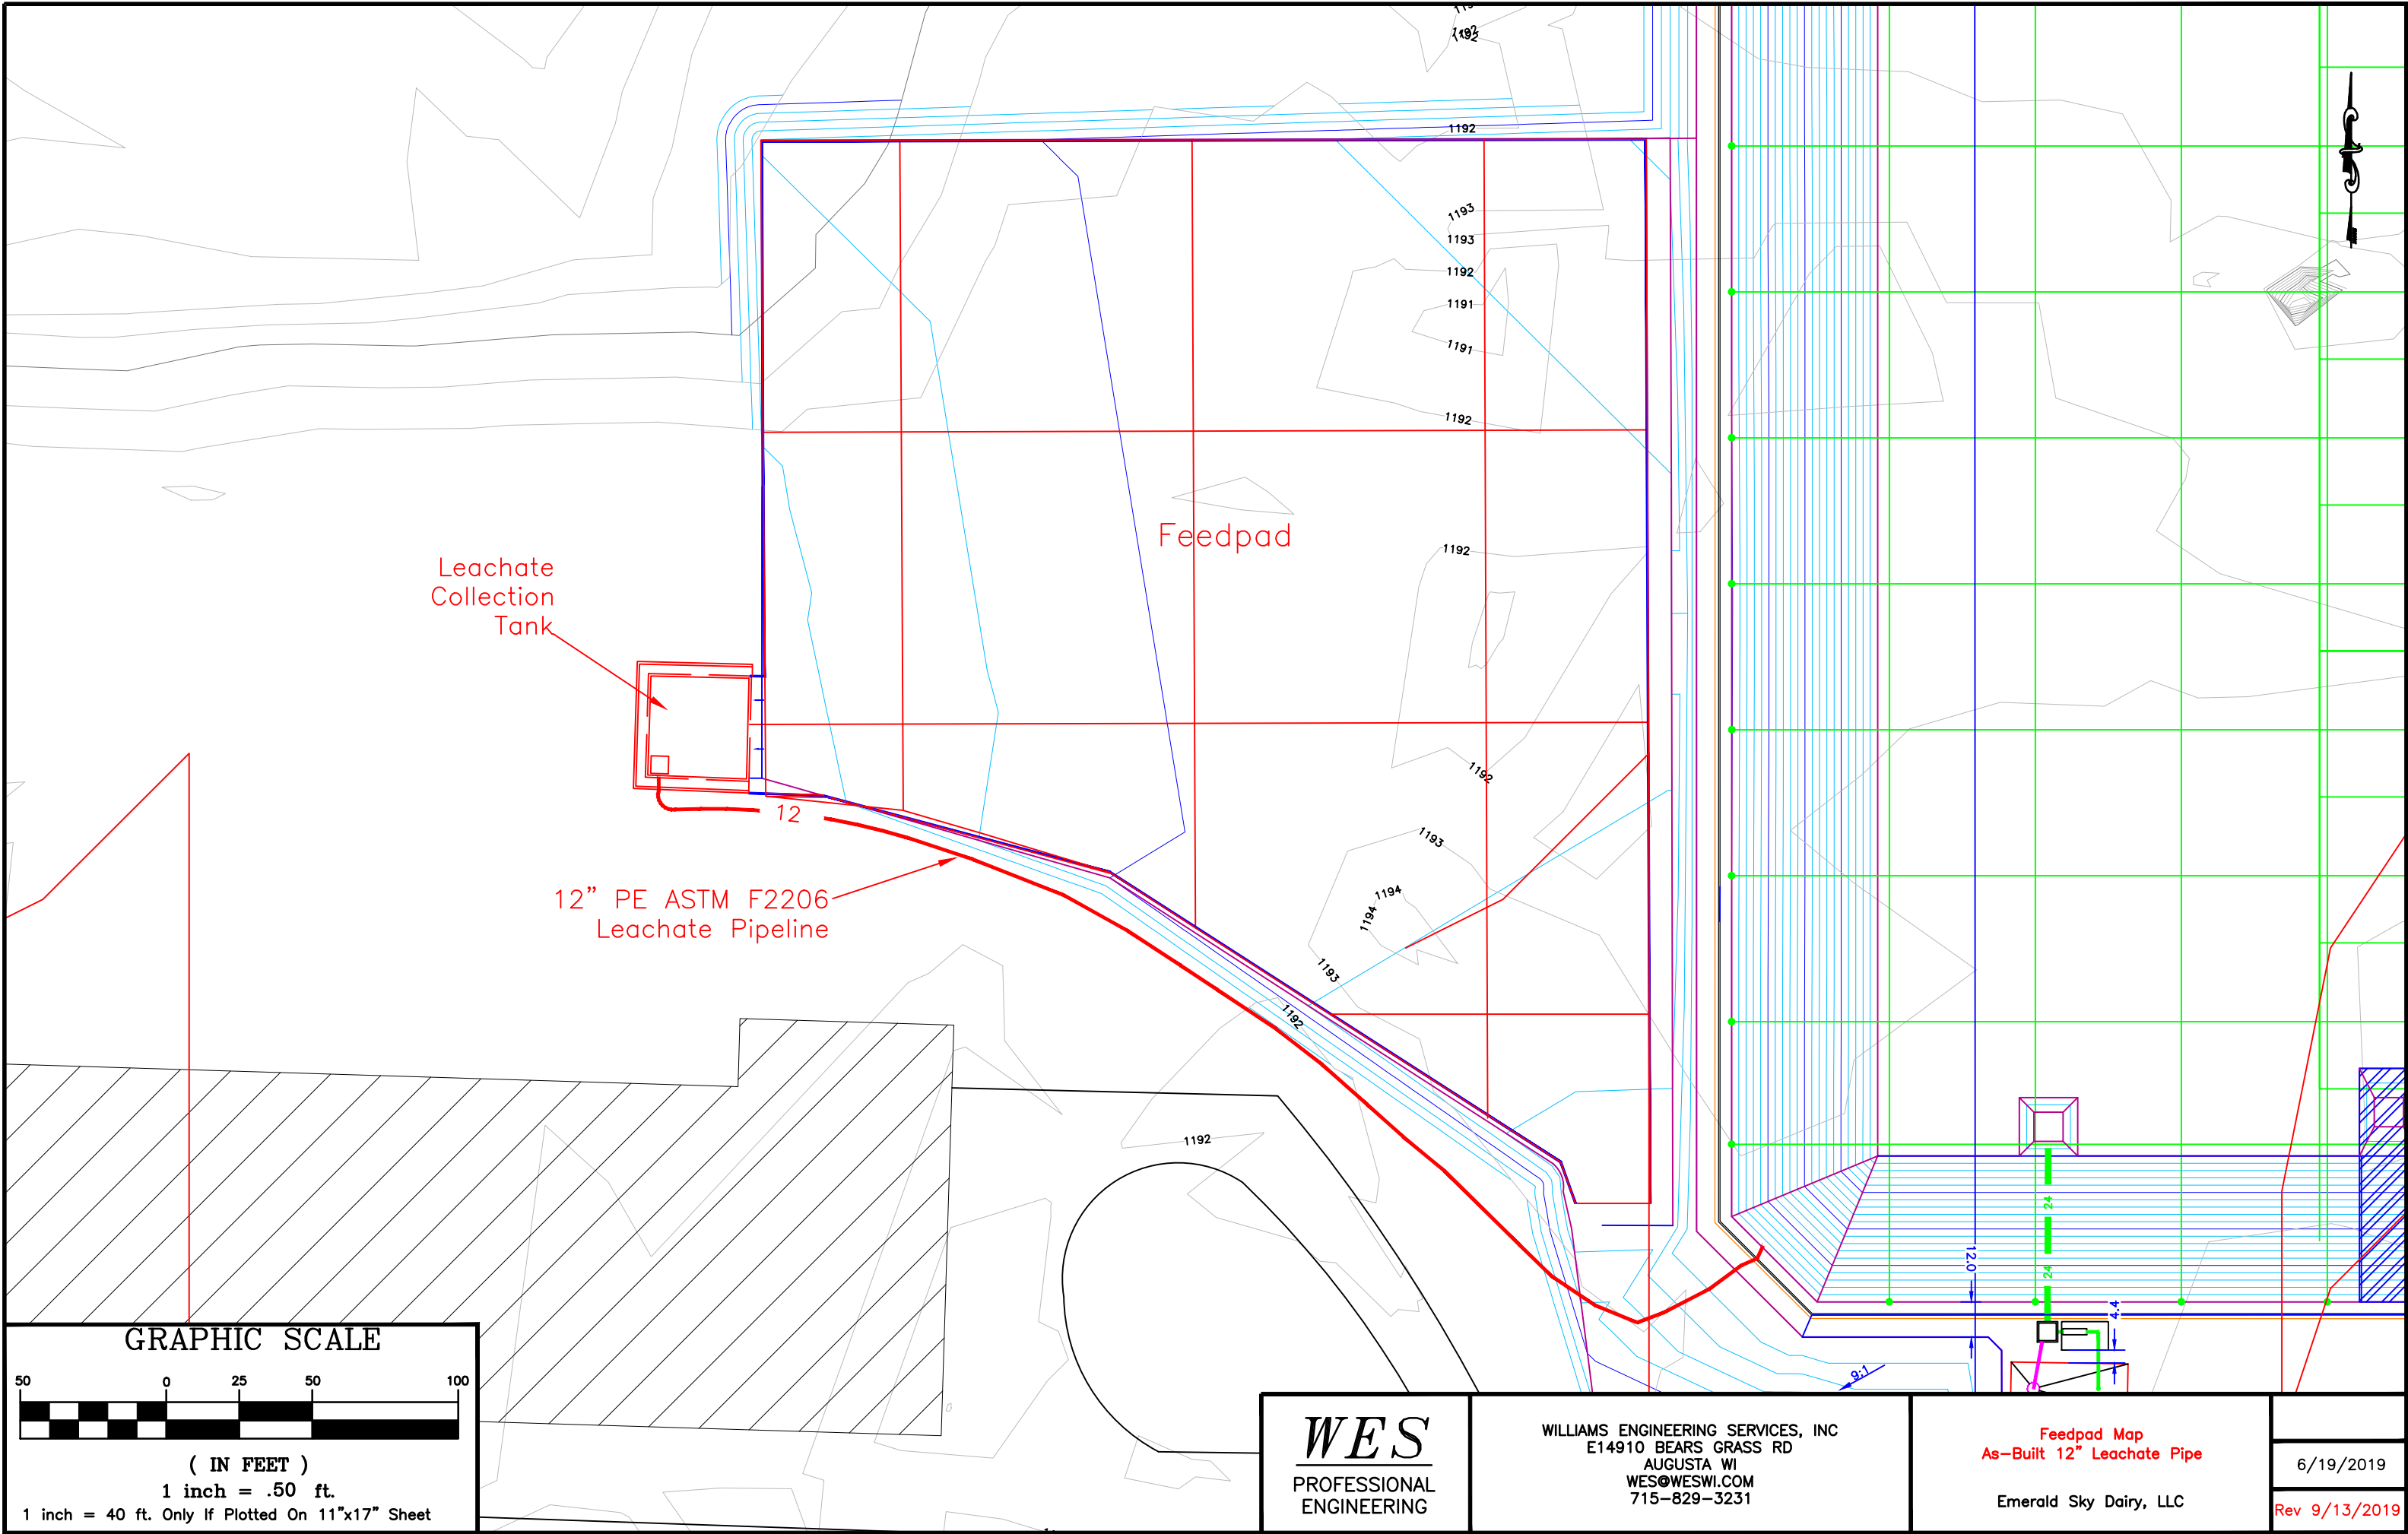 1192
1192
1192
1193
1193
1192
1191
1191
1192
Feedpad
1192
Leachate
Collection
Tank
1192
12
1193
12" PE ASTM F2206
Leachate Pipeline
1194
1194
1193
1192
1192
24
24
12.0
4.4
9:1
GRAPHIC SCALE
50 0 25 50 100
( IN FEET )
1 inch = .50 ft.
1 inch = 40 ft. Only If Plotted On 11"x17" Sheet
WES
PROFESSIONAL
ENGINEERING
WILLIAMS ENGINEERING SERVICES, INC
E14910 BEARS GRASS RD
AUGUSTA WI
WES@WESWI.COM
715-829-3231
Feedpad Map
As-Built 12" Leachate Pipe
Emerald Sky Dairy, LLC
6/19/2019
Rev 9/13/2019